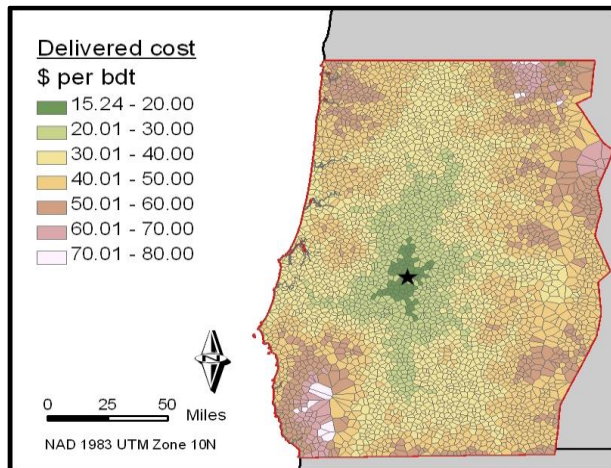 Delivered cost
$ per bdt
15.24 - 20.00
20.01 - 30.00
30.01 - 40.00
40.01 - 50.00
50.01 - 60.00
60.01 - 70.00
70.01 - 80.00
N
0 25 50
Miles
NAD 1983 UTM Zone 10N